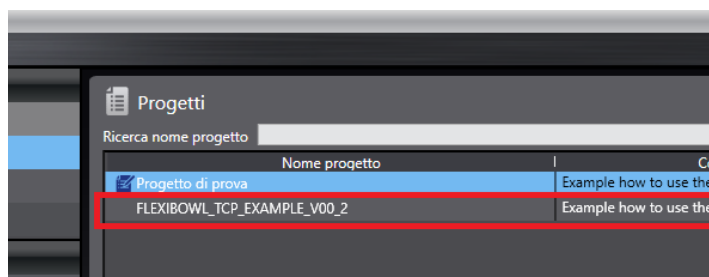 Progetti
Ricerca nome progetto
Nome progetto
Progetto di prova Example how to use the
FLEXIBOWL_TCP_EXAMPLE_V00_2 Example how to use the